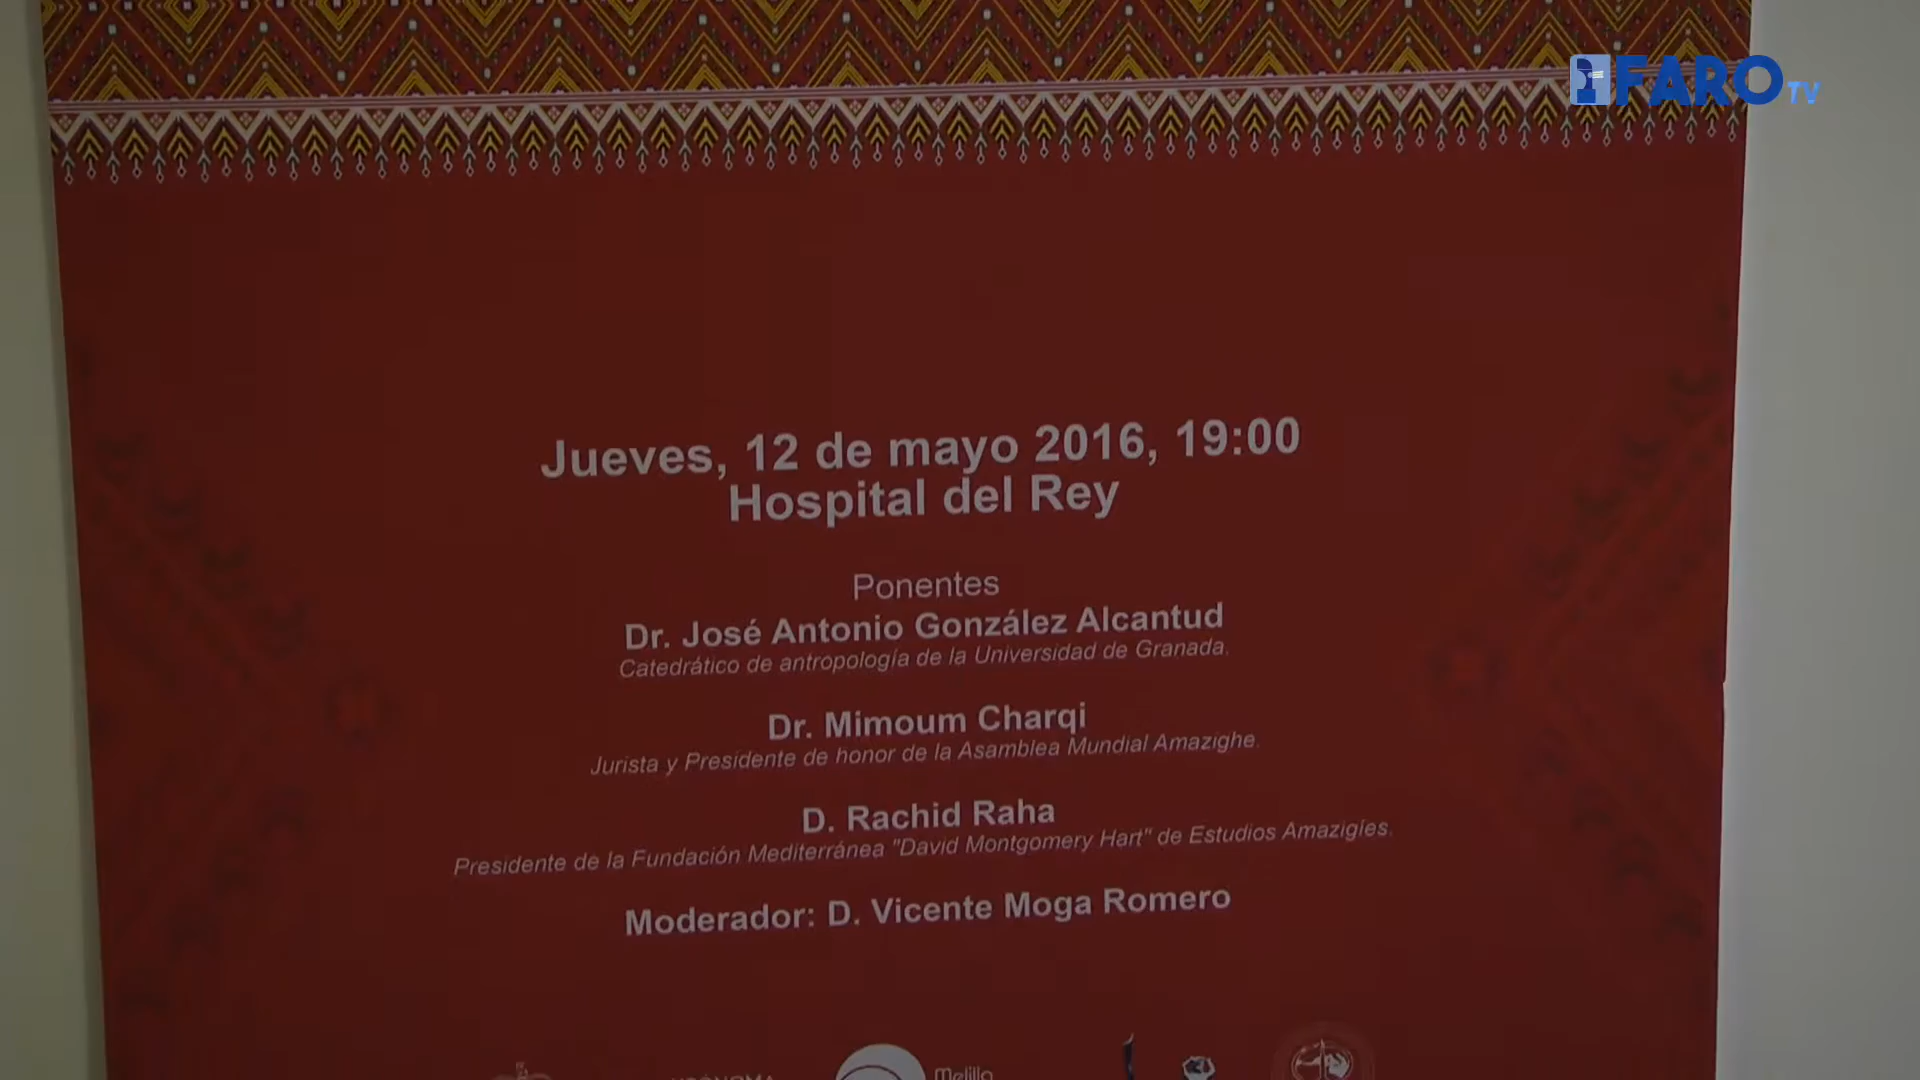 FARO TV
Jueves, 12 de mayo 2016, 19:00
Hospital del Rey
Ponentes
Dr. José Antonio González Alcantud
Catedrático de antropología de la Universidad de Granada.
Dr. Mimoum Charqi
Jurista y Presidente de honor de la Asamblea Mundial Amazighe.
D. Rachid Raha
Presidente de la Fundación Mediterránea "David Montgomery Hart" de Estudios Amazigíes.
Moderador: D. Vicente Moga Romero
Melilla